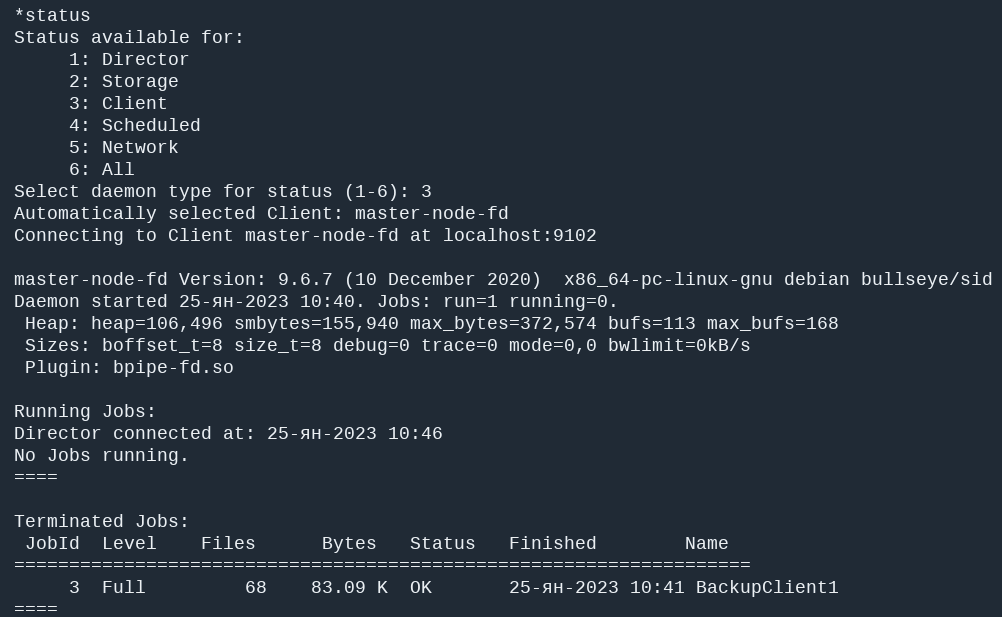 *status
Status available for:
     1: Director
     2: Storage
     3: Client
     4: Scheduled
     5: Network
     6: All
Select daemon type for status (1-6): 3
Automatically selected Client: master-node-fd
Connecting to Client master-node-fd at localhost:9102

master-node-fd Version: 9.6.7 (10 December 2020)  x86_64-pc-linux-gnu debian bullseye/sid
Daemon started 25-ян-2023 10:40. Jobs: run=1 running=0.
 Heap: heap=106,496 smbytes=155,940 max_bytes=372,574 bufs=113 max_bufs=168
 Sizes: boffset_t=8 size_t=8 debug=0 trace=0 mode=0,0 bwlimit=0kB/s
 Plugin: bpipe-fd.so

Running Jobs:
Director connected at: 25-ян-2023 10:46
No Jobs running.
====

Terminated Jobs:
 JobId  Level    Files      Bytes   Status   Finished        Name
===================================================================
     3  Full         68    83.09 K  OK       25-ян-2023 10:41 BackupClient1
====